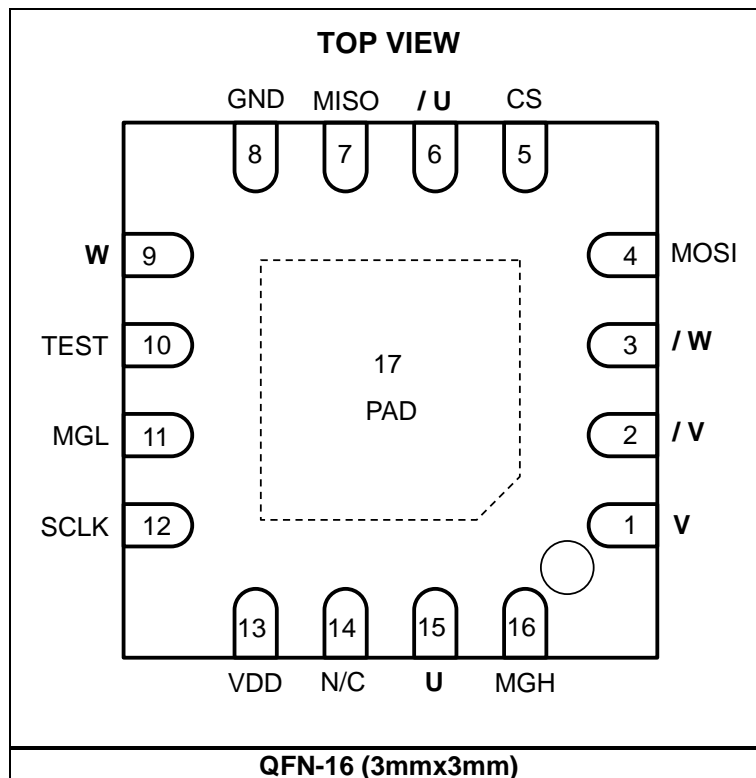 TOP VIEW
GND MISO / U CS
8 7 6 5
W 9 4 MOSI
TEST 10 3 / W
17
MGL 11 PAD 2 / V
SCLK 12 1 V
13 14 15 16
VDD N/C U MGH
QFN-16 (3mmx3mm)